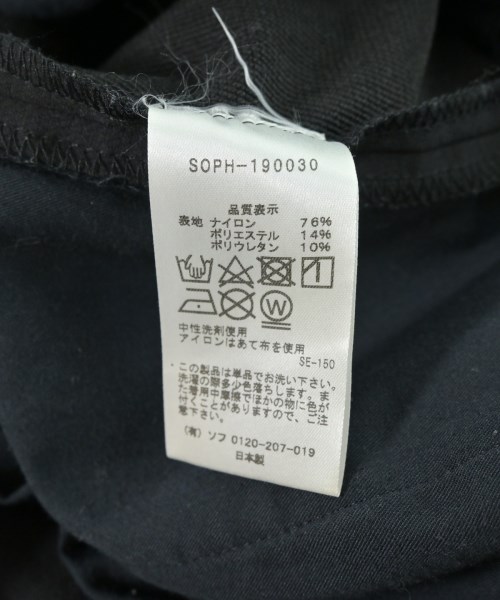 SOPH-190030
品質表示
表地 ナイロン 76%
ポリエステル 14%
ポリウレタン 10%
W
中性洗剤使用
アイロンはあて布を使用
SE-150
この製品は単品でお洗い下さい。
洗濯の際多少色落ちします。ま
た着用中摩擦でほかの物に色が
付くことがありますので、ご注
意下さい。
(有) ソフ 0120-207-019
日本製